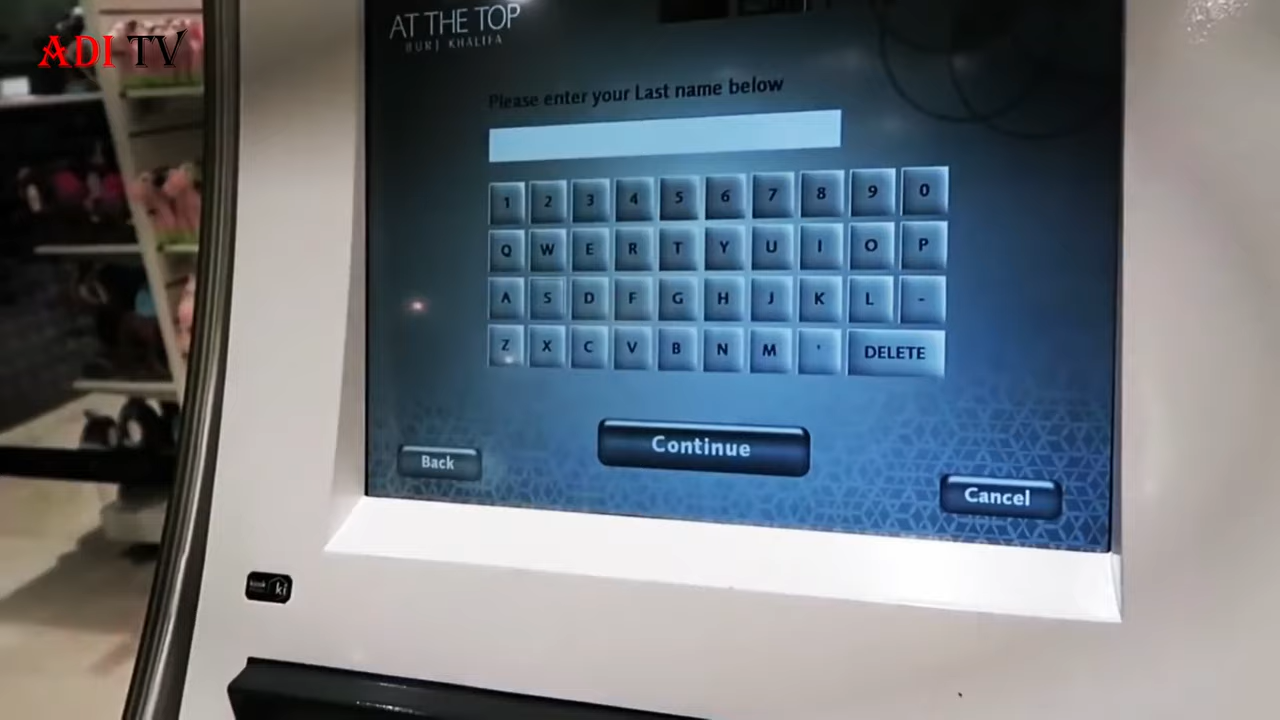 ADI TV
AT THE TOP
BURJ KHALIFA
Please enter your Last name below
1 2 3 4 5 6 7 8 9 0
Q W E R T Y U I O P
A S D F G H J K L -
Z X C V B N M ' DELETE
Continue
Back
Cancel
ki